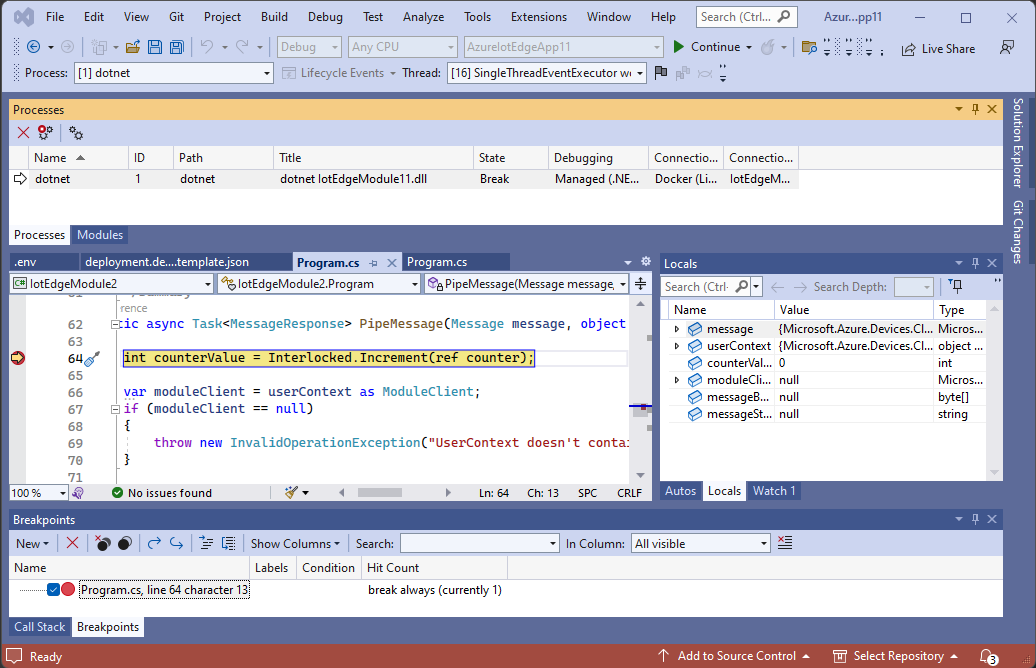 File Edit View Git Project Build Debug Test Analyze Tools Extensions Window Help Search (Ctrl... Azur...pp11
Debug Any CPU AzureIotEdgeApp11 Continue Live Share
Process: [1] dotnet Lifecycle Events Thread: [16] SingleThreadEventExecutor wo
Processes
Name ID Path Title State Debugging Connectio... Connectio...
dotnet 1 dotnet dotnet IotEdgeModule11.dll Break Managed (.NE... Docker (Li... IotEdgeM...
Processes Modules
Solution Explorer
Git Changes
.env deployment.de....template.json Program.cs Program.cs
IotEdgeModule2 IotEdgeModule2.Program PipeMessage(Message message,
rence
62 tic async Task<MessageResponse> PipeMessage(Message message, object
63
64 int counterValue = Interlocked.Increment(ref counter);
65
66 var moduleClient = userContext as ModuleClient;
67 if (moduleClient == null)
68 {
69 throw new InvalidOperationException("UserContext doesn't contai
70 }
71
100 % No issues found Ln: 64 Ch: 13 SPC CRLF
Locals
Search (Ctrl- Search Depth:
Name Value Type
message {Microsoft.Azure.Devices.Cl... Micros...
userContext {Microsoft.Azure.Devices.Cl... object ...
counterVal... 0 int
moduleCli... null Micros...
messageB... null byte[]
messageSt... null string
Autos Locals Watch 1
Breakpoints
New Show Columns Search: In Column: All visible
Name Labels Condition Hit Count
Program.cs, line 64 character 13 break always (currently 1)
Call Stack Breakpoints
Ready Add to Source Control Select Repository 3